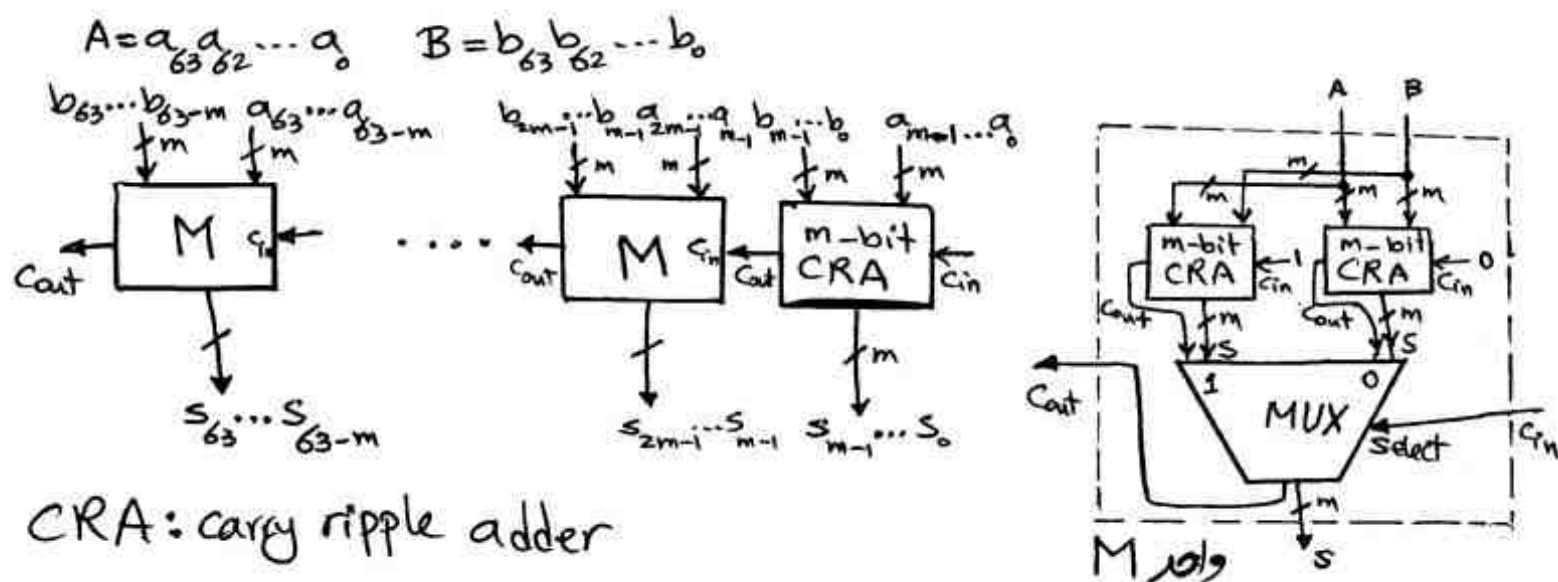 A = a₆₃a₆₂ ... a₀ B = b₆₃b₆₂ ... b₀
b₆₃...b₆₃₋ₘ a₆₃...a₆₃₋ₘ
m m
M Cin
Cout
S₆₃...S₆₃₋ₘ
....
b₂ₘ₋₁...bₘ₋₁ a₂ₘ₋₁...aₘ₋₁ bₘ₋₁...b₀ aₘ₋₁...a₀
m m m m
M Cin
Cout
m-bit
CRA
Cout Cin
m
S₂ₘ₋₁...Sₘ₋₁ Sₘ₋₁...S₀
CRA: carry ripple adder
A B
m m m m
m-bit
CRA
1
Cin
m-bit
CRA
0
Cin
Cout m Cout m
S S
1 0
MUX
Select
Cin
Cout
m
S
واحد M